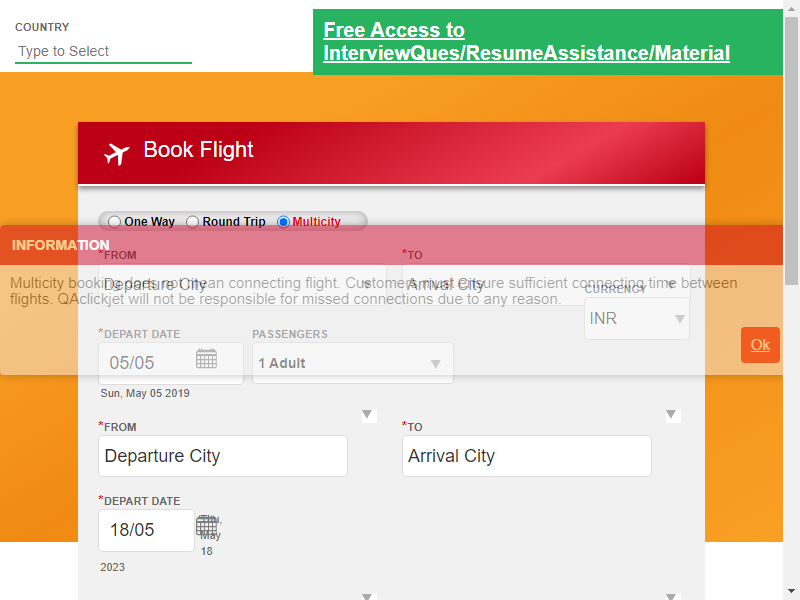 COUNTRY
Type to Select
Free Access to
InterviewQues/ResumeAssistance/Material
Book Flight
One Way Round Trip Multicity
INFORMATION
*FROM *TO
Departure City Arrival City
Multicity booking does not mean connecting flight. Customers must ensure sufficient connecting time between
flights. QAclickjet will not be responsible for missed connections due to any reason.
CURRENCY
INR
Ok
*DEPART DATE PASSENGERS
05/05 1 Adult
Sun, May 05 2019
*FROM *TO
Departure City Arrival City
*DEPART DATE
18/05 Thu,
May
18
2023